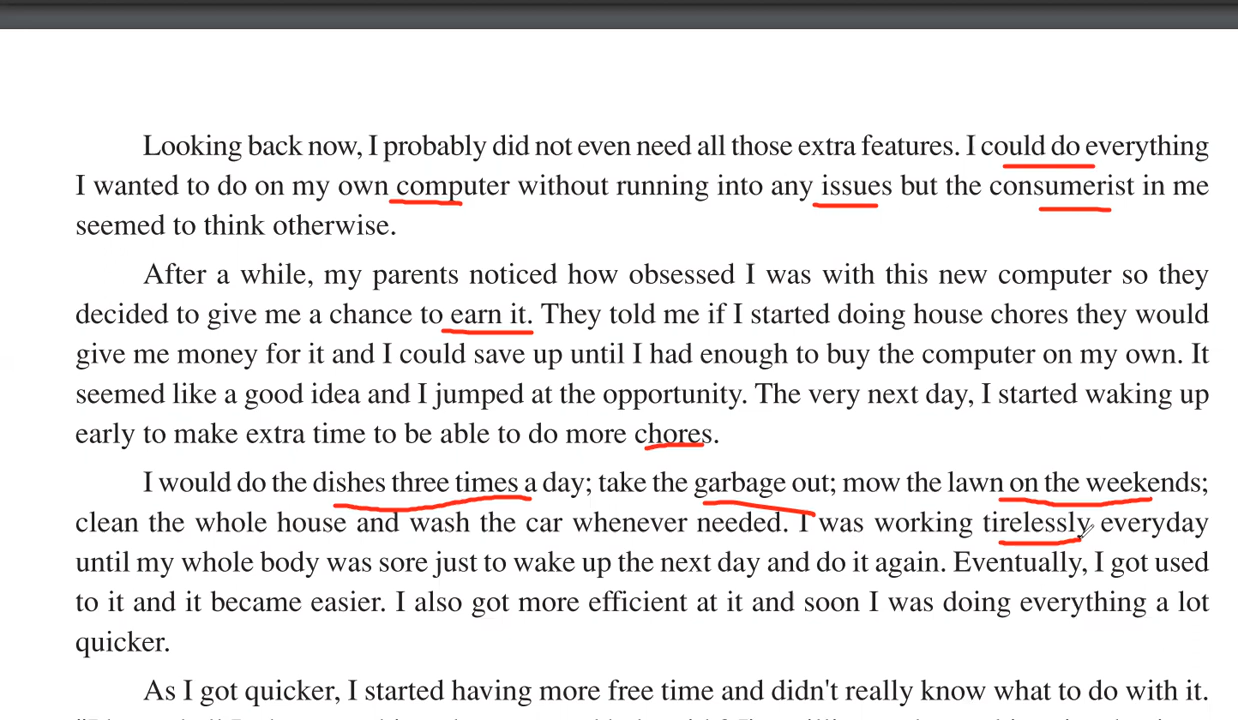 Looking back now, I probably did not even need all those extra features. I could do everything
I wanted to do on my own computer without running into any issues but the consumerist in me
seemed to think otherwise.
After a while, my parents noticed how obsessed I was with this new computer so they
decided to give me a chance to earn it. They told me if I started doing house chores they would
give me money for it and I could save up until I had enough to buy the computer on my own. It
seemed like a good idea and I jumped at the opportunity. The very next day, I started waking up
early to make extra time to be able to do more chores.
I would do the dishes three times a day; take the garbage out; mow the lawn on the weekends;
clean the whole house and wash the car whenever needed. I was working tirelessly everyday
until my whole body was sore just to wake up the next day and do it again. Eventually, I got used
to it and it became easier. I also got more efficient at it and soon I was doing everything a lot
quicker.
As I got quicker, I started having more free time and didn't really know what to do with it.